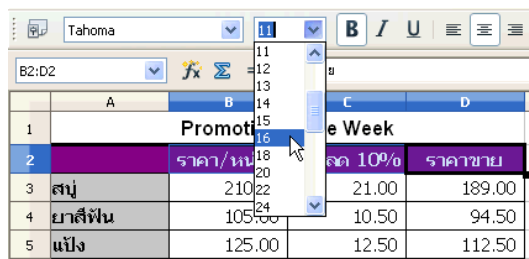 Tahoma 11 B I U
B2:D2 fx Σ =
11
12
13
14
15
16
18
20
22
24
A B C D
1 Promoti e Week
2 ราคา/หน ลด 10% ราคาขาย
3 สบู่ 210 21.00 189.00
4 ยาสีฟัน 105.00 10.50 94.50
5 แป้ง 125.00 12.50 112.50